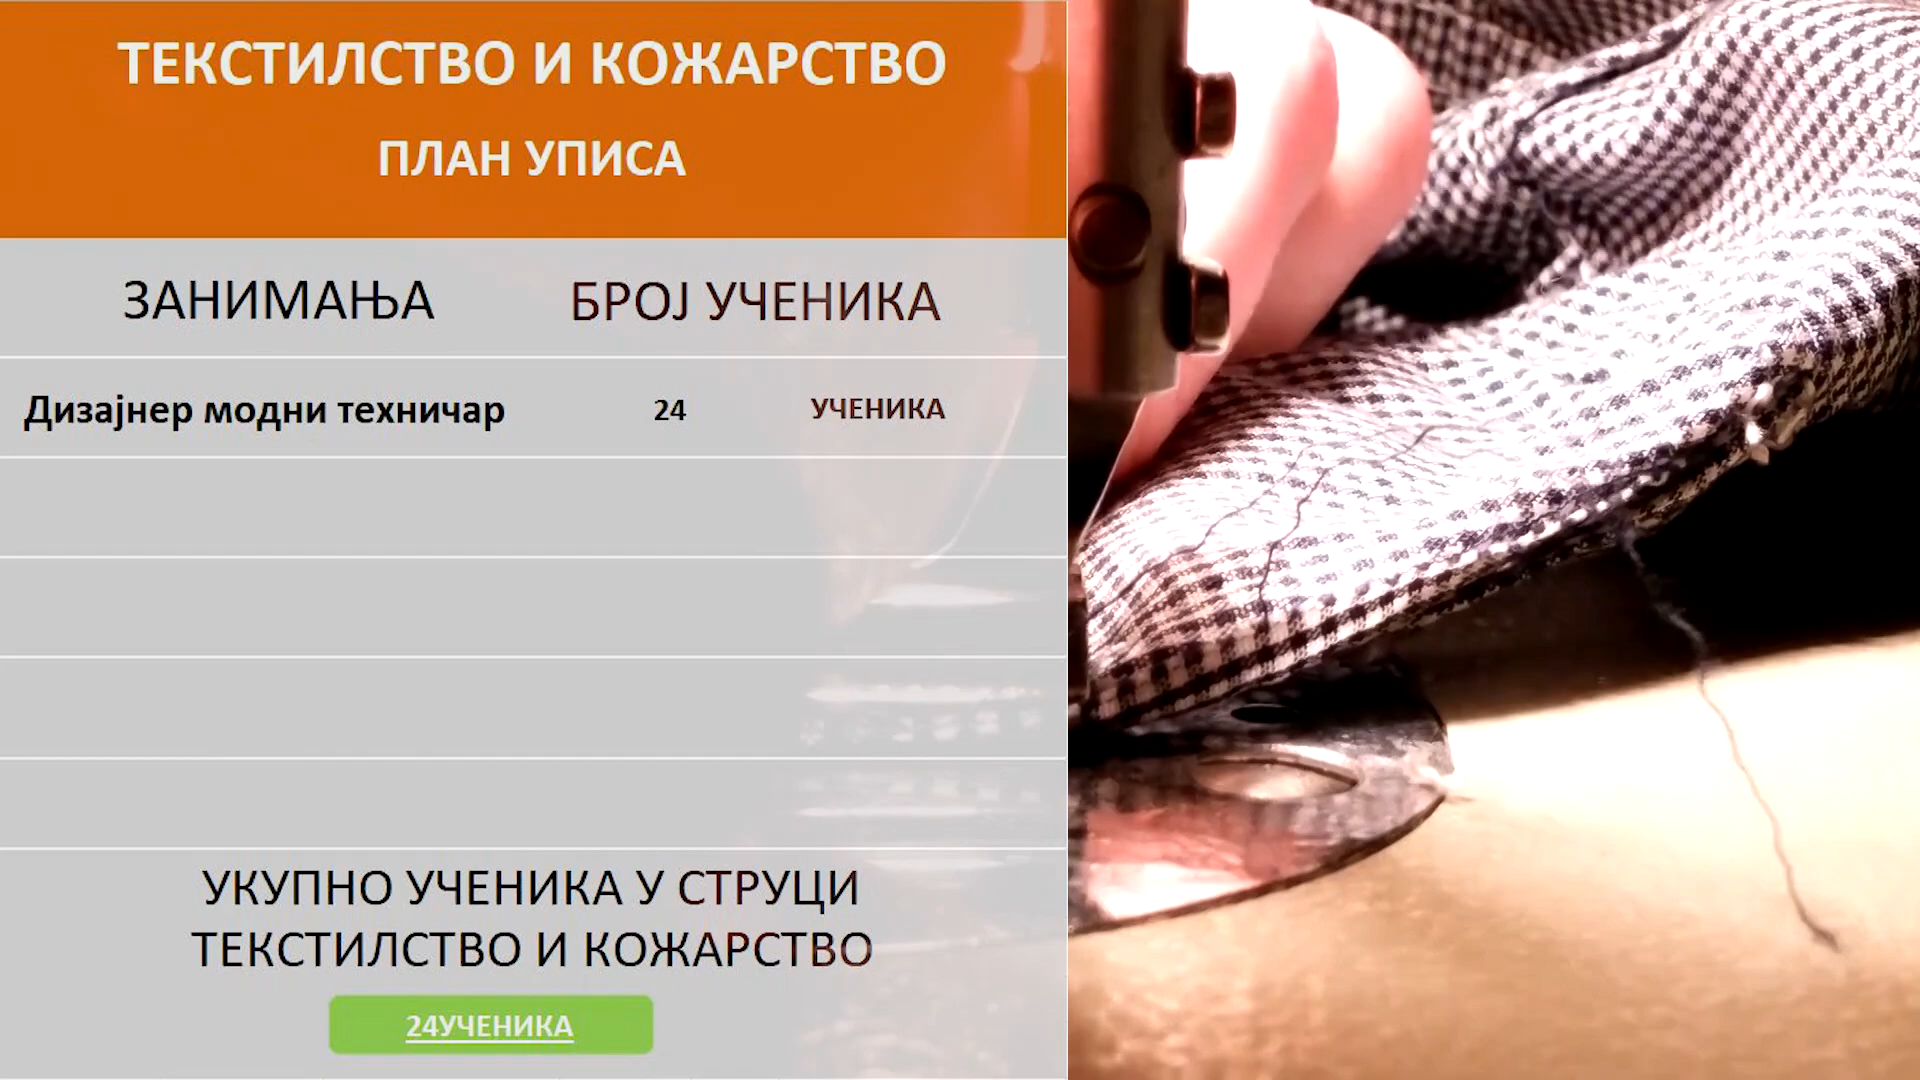 ТЕКСТИЛСТВО И КОЖАРСТВО
ПЛАН УПИСА
ЗАНИМАЊА БРОЈ УЧЕНИКА
Дизајнер модни техничар 24 УЧЕНИКА
УКУПНО УЧЕНИКА У СТРУЦИ
ТЕКСТИЛСТВО И КОЖАРСТВО
24УЧЕНИКА